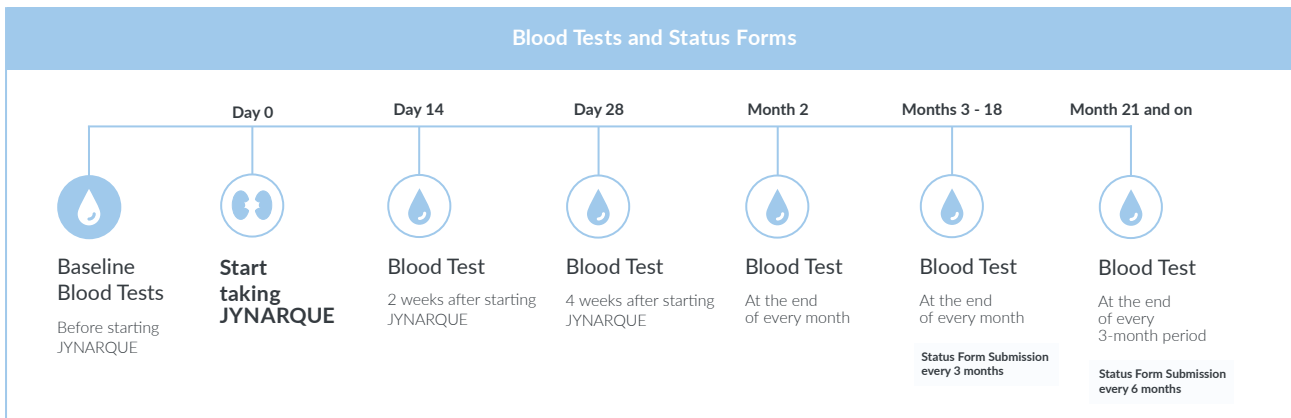 Blood Tests and Status Forms
Day 0
Day 14
Day 28
Month 2
Months 3 - 18
Month 21 and on
Baseline
Blood Tests
Before starting
JYNARQUE
Start
taking
JYNARQUE
Blood Test
2 weeks after starting
JYNARQUE
Blood Test
4 weeks after starting
JYNARQUE
Blood Test
At the end
of every month
Blood Test
At the end
of every month
Status Form Submission
every 3 months
Blood Test
At the end
of every
3-month period
Status Form Submission
every 6 months